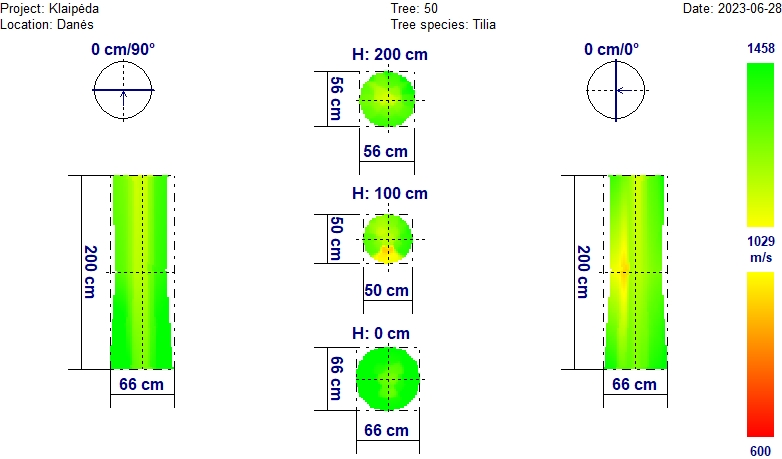 Project: Klaipėda
Location: Danės
Tree: 50
Tree species: Tilia
Date: 2023-06-28
0 cm/90°
H: 200 cm
56 cm
56 cm
0 cm/0°
1458
H: 100 cm
50 cm
50 cm
200 cm
200 cm
1029
m/s
H: 0 cm
66 cm
66 cm
66 cm
66 cm
600